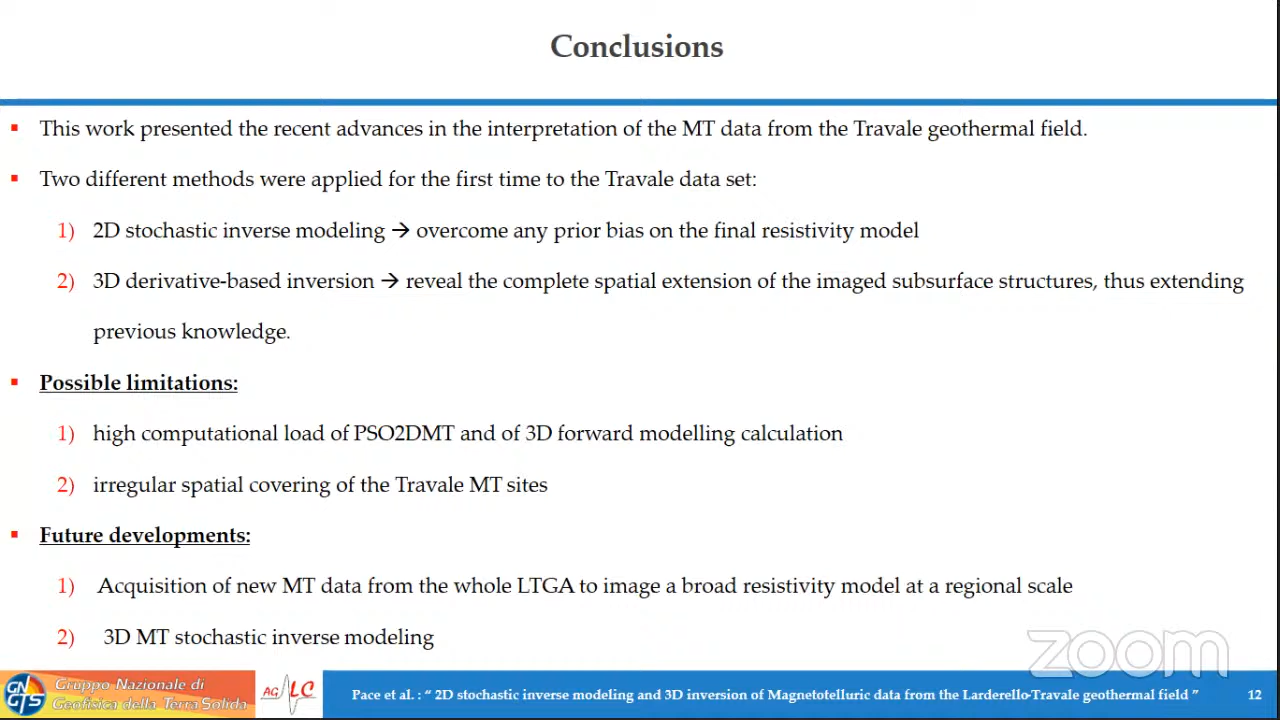 Conclusions
This work presented the recent advances in the interpretation of the MT data from the Travale geothermal field.
Two different methods were applied for the first time to the Travale data set:
1) 2D stochastic inverse modeling → overcome any prior bias on the final resistivity model
2) 3D derivative-based inversion → reveal the complete spatial extension of the imaged subsurface structures, thus extending
previous knowledge.
Possible limitations:
1) high computational load of PSO2DMT and of 3D forward modelling calculation
2) irregular spatial covering of the Travale MT sites
Future developments:
1) Acquisition of new MT data from the whole LTGA to image a broad resistivity model at a regional scale
2) 3D MT stochastic inverse modeling
zoom
GNGTS
Gruppo Nazionale di
Geofisica della Terra Solida
AG LC
Pace et al. : “ 2D stochastic inverse modeling and 3D inversion of Magnetotelluric data from the Larderello-Travale geothermal field ”
12